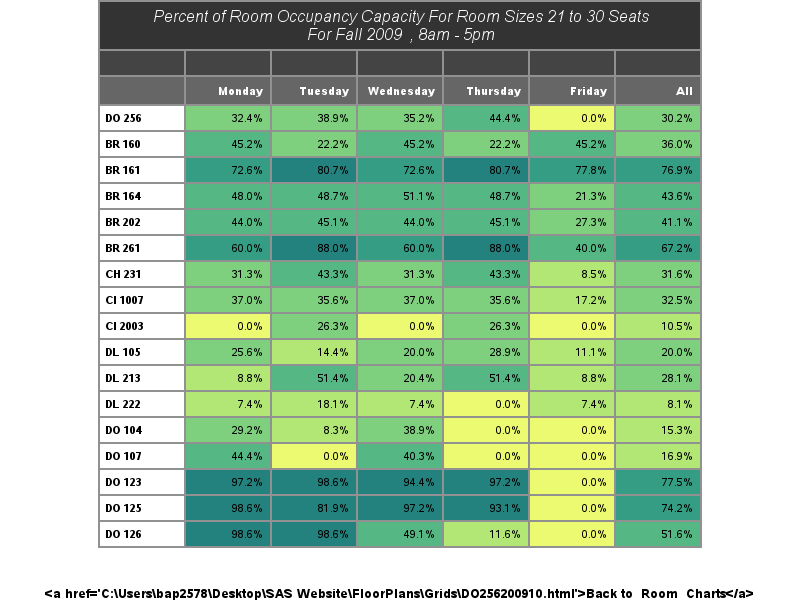 Percent of Room Occupancy Capacity For Room Sizes 21 to 30 Seats
For Fall 2009 , 8am - 5pm
Monday Tuesday Wednesday Thursday Friday All
DO 256 32.4% 38.9% 35.2% 44.4% 0.0% 30.2%
BR 160 45.2% 22.2% 45.2% 22.2% 45.2% 36.0%
BR 161 72.6% 80.7% 72.6% 80.7% 77.8% 76.9%
BR 164 48.0% 48.7% 51.1% 48.7% 21.3% 43.6%
BR 202 44.0% 45.1% 44.0% 45.1% 27.3% 41.1%
BR 261 60.0% 88.0% 60.0% 88.0% 40.0% 67.2%
CH 231 31.3% 43.3% 31.3% 43.3% 8.5% 31.6%
CI 1007 37.0% 35.6% 37.0% 35.6% 17.2% 32.5%
CI 2003 0.0% 26.3% 0.0% 26.3% 0.0% 10.5%
DL 105 25.6% 14.4% 20.0% 28.9% 11.1% 20.0%
DL 213 8.8% 51.4% 20.4% 51.4% 8.8% 28.1%
DL 222 7.4% 18.1% 7.4% 0.0% 7.4% 8.1%
DO 104 29.2% 8.3% 38.9% 0.0% 0.0% 15.3%
DO 107 44.4% 0.0% 40.3% 0.0% 0.0% 16.9%
DO 123 97.2% 98.6% 94.4% 97.2% 0.0% 77.5%
DO 125 98.6% 81.9% 97.2% 93.1% 0.0% 74.2%
DO 126 98.6% 98.6% 49.1% 11.6% 0.0% 51.6%
<a href='C:\Users\bap2578\Desktop\SAS Website\FloorPlans\Grids\DO256200910.html'>Back to Room Charts</a>